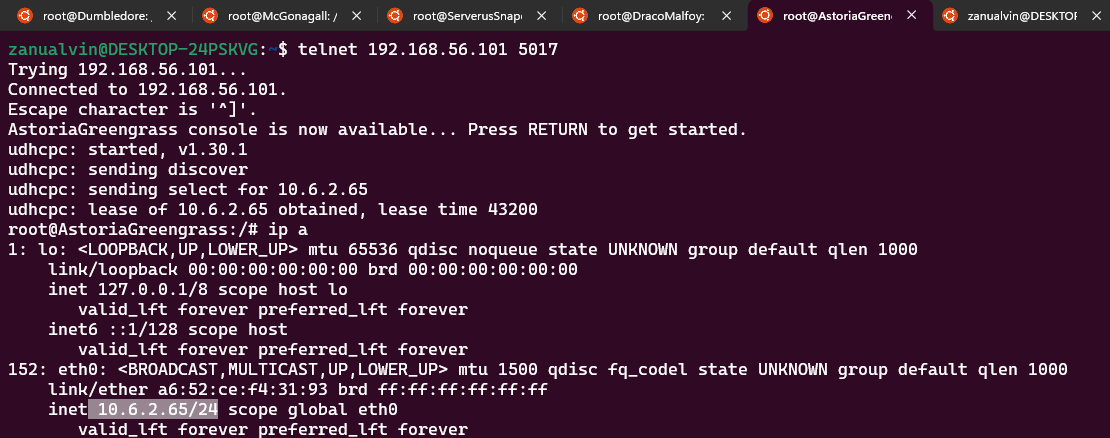 root@Dumbledore:
root@McGonagall: /
root@ServerusSnap
root@DracoMalfoy:
root@AstoriaGreen
zanualvin@DESKTOP
zanualvin@DESKTOP-24PSKVG:~$ telnet 192.168.56.101 5017
Trying 192.168.56.101...
Connected to 192.168.56.101.
Escape character is '^]'.
AstoriaGreengrass console is now available... Press RETURN to get started.
udhcpc: started, v1.30.1
udhcpc: sending discover
udhcpc: sending select for 10.6.2.65
udhcpc: lease of 10.6.2.65 obtained, lease time 43200
root@AstoriaGreengrass:/# ip a
1: lo: <LOOPBACK,UP,LOWER_UP> mtu 65536 qdisc noqueue state UNKNOWN group default qlen 1000
    link/loopback 00:00:00:00:00:00 brd 00:00:00:00:00:00
    inet 127.0.0.1/8 scope host lo
       valid_lft forever preferred_lft forever
    inet6 ::1/128 scope host
       valid_lft forever preferred_lft forever
152: eth0: <BROADCAST,MULTICAST,UP,LOWER_UP> mtu 1500 qdisc fq_codel state UNKNOWN group default qlen 1000
    link/ether a6:52:ce:f4:31:93 brd ff:ff:ff:ff:ff:ff
    inet 10.6.2.65/24 scope global eth0
       valid_lft forever preferred_lft forever